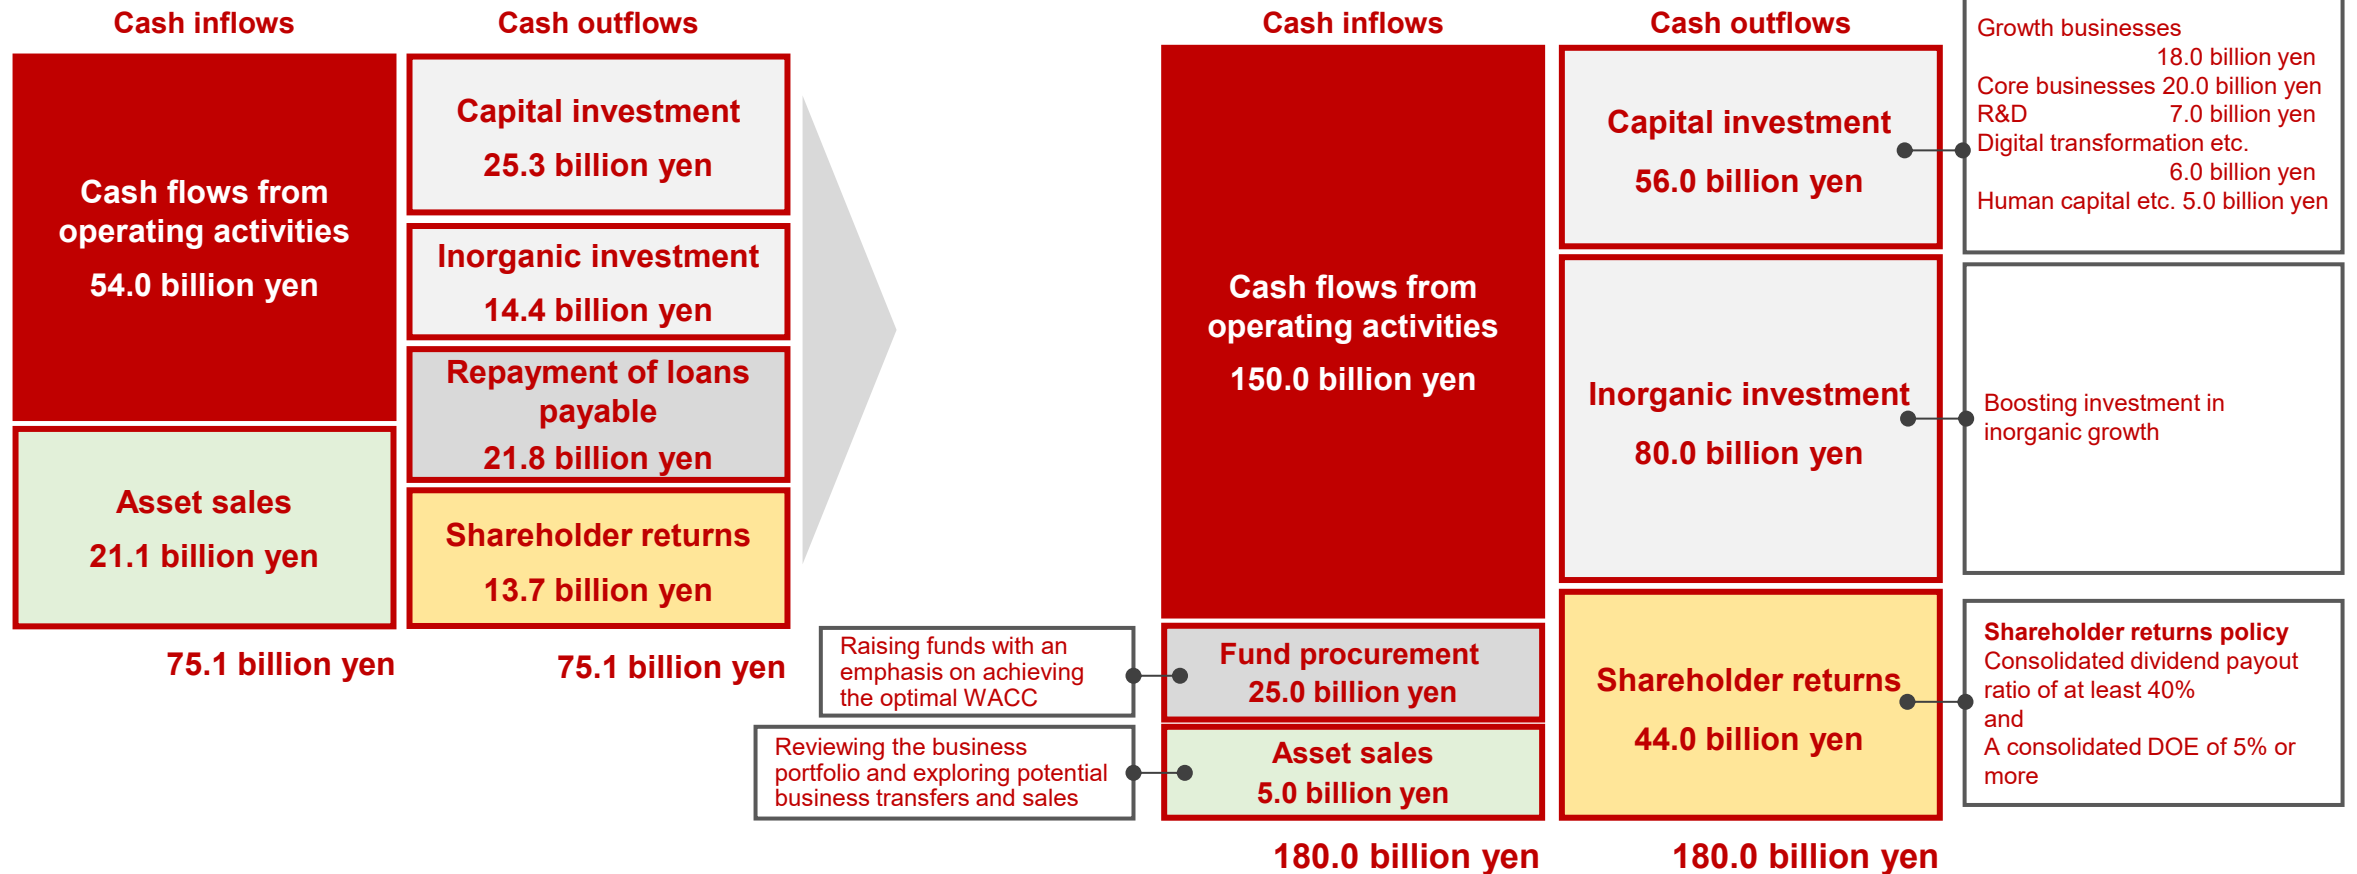 Cash inflows
Cash outflows
Cash flows from
operating activities
54.0 billion yen
Asset sales
21.1 billion yen
75.1 billion yen
Capital investment
25.3 billion yen
Inorganic investment
14.4 billion yen
Repayment of loans
payable
21.8 billion yen
Shareholder returns
13.7 billion yen
75.1 billion yen
Cash inflows
Cash outflows
Cash flows from
operating activities
150.0 billion yen
Raising funds with an
emphasis on achieving
the optimal WACC
Fund procurement
25.0 billion yen
Reviewing the business
portfolio and exploring potential
business transfers and sales
Asset sales
5.0 billion yen
180.0 billion yen
Capital investment
56.0 billion yen
Growth businesses
18.0 billion yen
Core businesses 20.0 billion yen
R&D 7.0 billion yen
Digital transformation etc.
6.0 billion yen
Human capital etc. 5.0 billion yen
Inorganic investment
80.0 billion yen
Boosting investment in
inorganic growth
Shareholder returns
44.0 billion yen
Shareholder returns policy
Consolidated dividend payout
ratio of at least 40%
and
A consolidated DOE of 5% or
more
180.0 billion yen